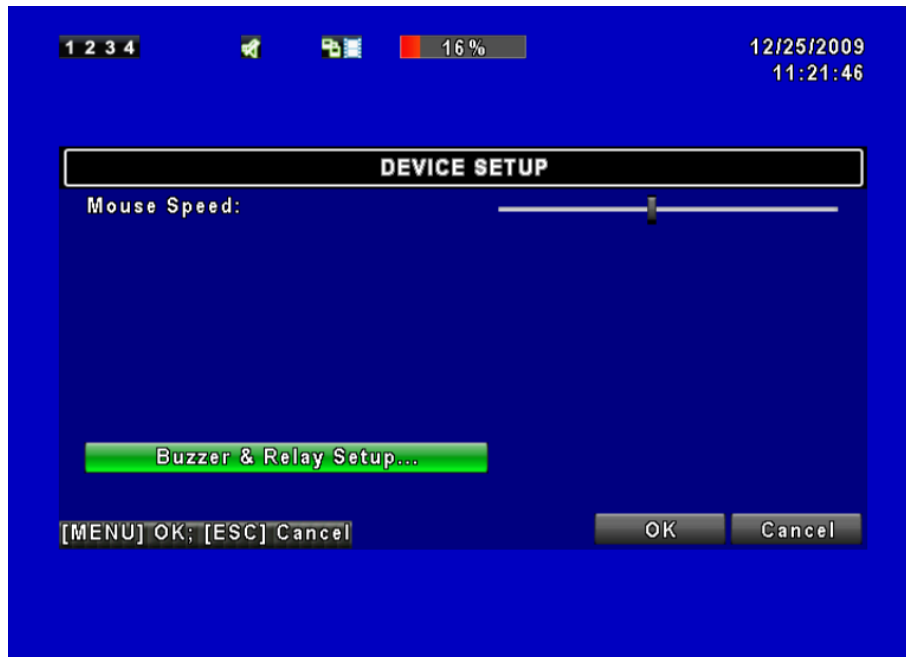 1 2 3 4 16% 12/25/2009
11:21:46
DEVICE SETUP
Mouse Speed:
Buzzer & Relay Setup...
[MENU] OK; [ESC] Cancel OK Cancel